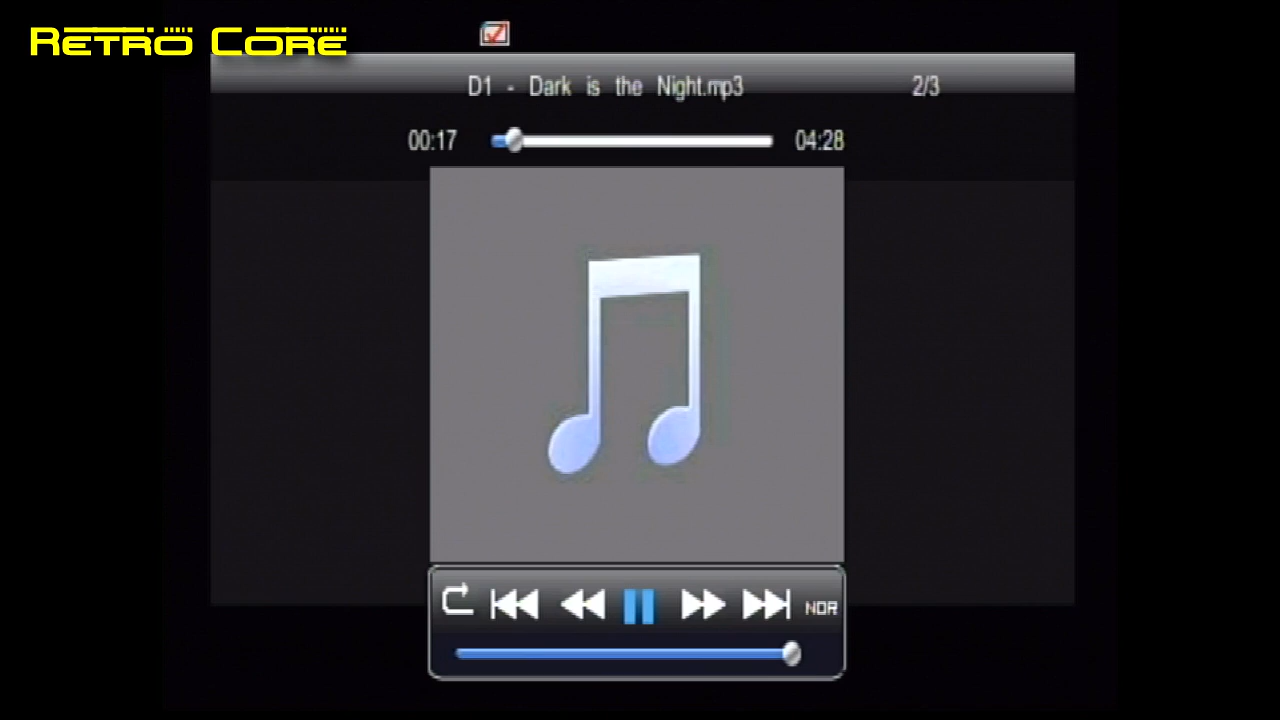 RETRO CORE
D1 - Dark is the Night.mp3 2/3
00:17 04:28
NOR